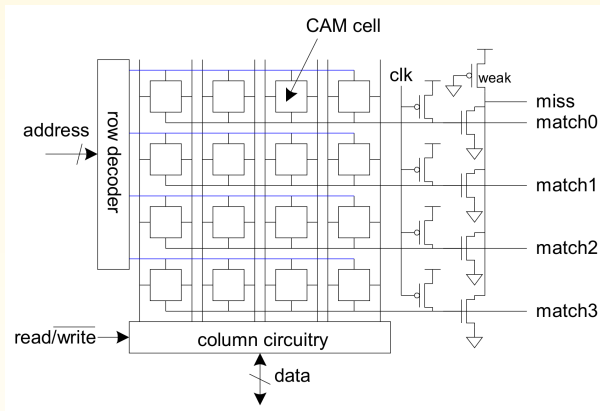 CAM cell
clk
weak
miss
match0
address
row decoder
match1
match2
match3
read/write
column circuitry
data